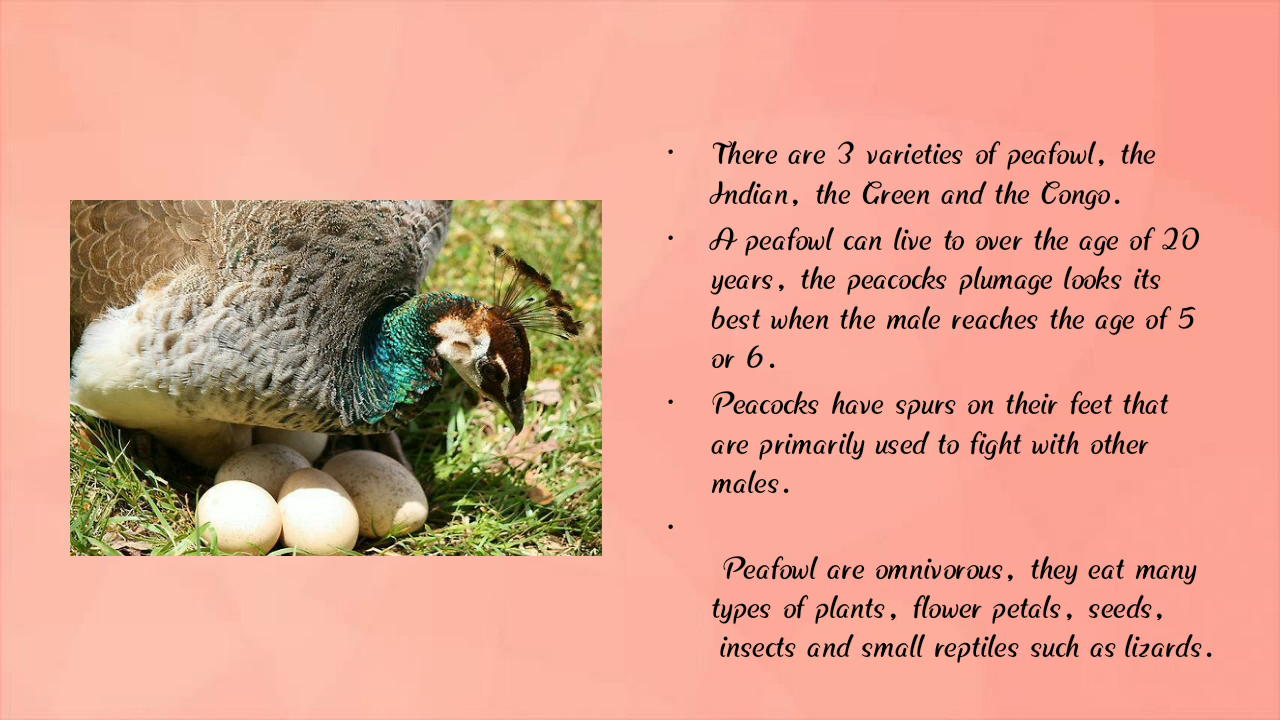 • There are 3 varieties of peafowl, the
Indian, the Green and the Congo.
• A peafowl can live to over the age of 20
years, the peacocks plumage looks its
best when the male reaches the age of 5
or 6.
• Peacocks have spurs on their feet that
are primarily used to fight with other
males.
•
Peafowl are omnivorous, they eat many
types of plants, flower petals, seeds,
insects and small reptiles such as lizards.